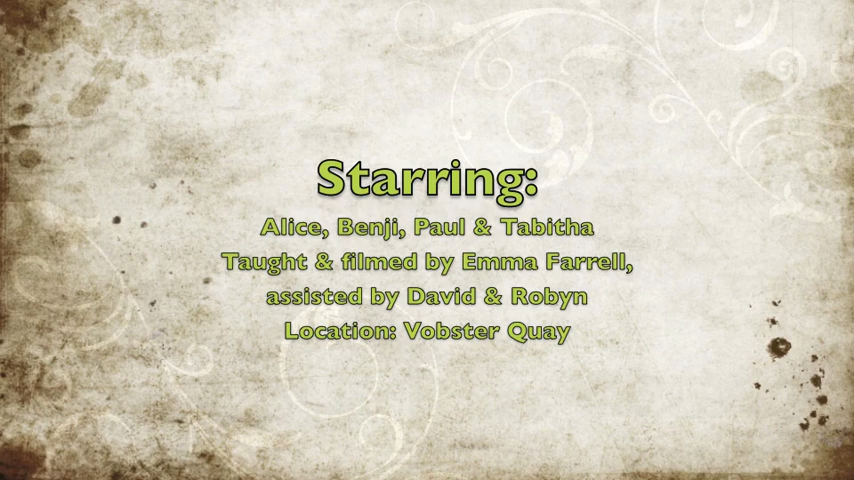 Starring:
Alice, Benji, Paul & Tabitha
Taught & filmed by Emma Farrell,
assisted by David & Robyn
Location: Vobster Quay